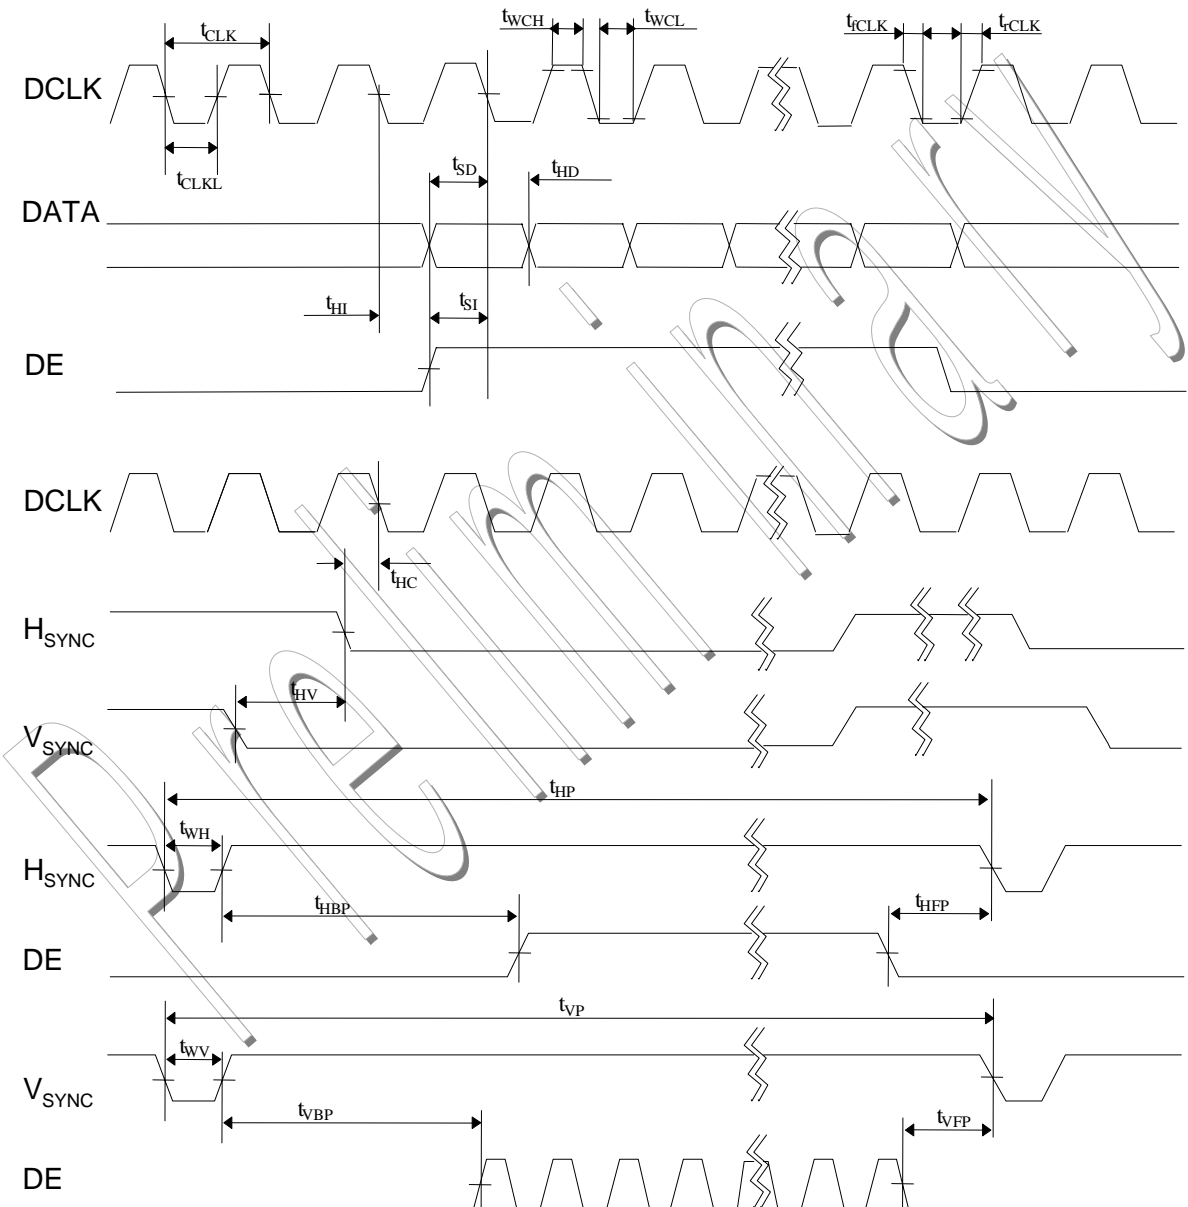 tCLK
tWCH
tWCL
tfCLK
trCLK
DCLK
tCLKL
tSD
tHD
DATA
tHI
tSI
DE
DCLK
tHC
HSYNC
tHV
VSYNC
tHP
tWH
HSYNC
tHBP
tHFP
DE
tVP
tWV
VSYNC
tVBP
tVFP
DE
Preliminary